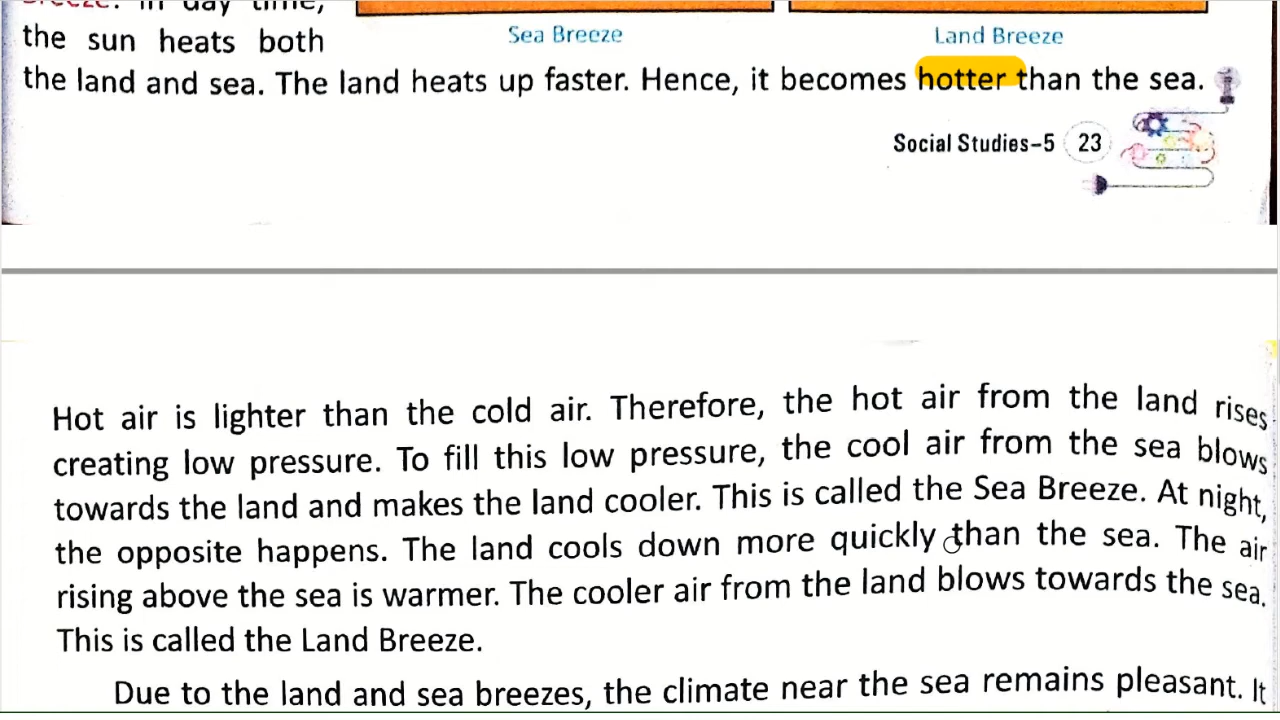 Breeze. In day time,
the sun heats both
Sea Breeze
Land Breeze
the land and sea. The land heats up faster. Hence, it becomes hotter than the sea.
Social Studies–5 23
Hot air is lighter than the cold air. Therefore, the hot air from the land rises
creating low pressure. To fill this low pressure, the cool air from the sea blows
towards the land and makes the land cooler. This is called the Sea Breeze. At night,
the opposite happens. The land cools down more quickly than the sea. The air
rising above the sea is warmer. The cooler air from the land blows towards the sea.
This is called the Land Breeze.
Due to the land and sea breezes, the climate near the sea remains pleasant. It